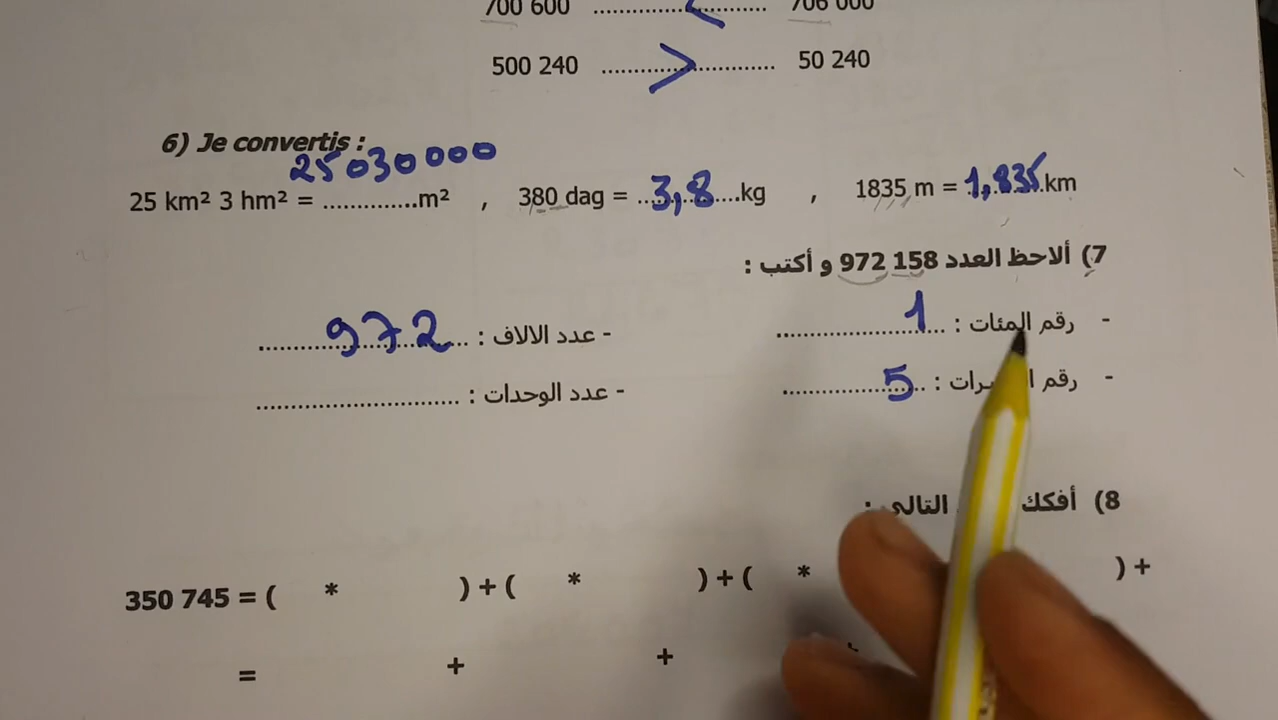 700 600 ..........<.......... 706 000
500 240 ..........>.......... 50 240
6) Je convertis :
25 km² 3 hm² = 25030000 m² , 380 dag = 3,8 kg , 1835 m = 1,835 km
7) ألاحظ العدد 158 972 و أكتب :
- رقم المئات : 1
- عدد الالاف : 972
- رقم : 5
- عدد الوحدات : ..............................
8) أفكك التالي :
350 745 = ( * ) + ( * ) + ( * ) +
= + +